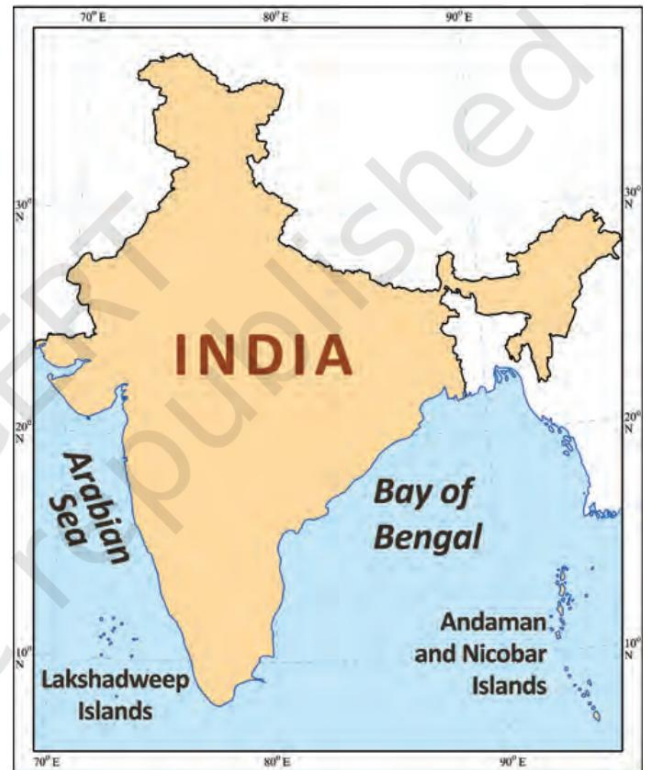 70° E 80° E 90° E
30° N
30° N
INDIA
20° N
20° N
Arabian
Sea
Bay of
Bengal
Andaman
and Nicobar
Islands
10° N
10° N
Lakshadweep
Islands
70° E 80° E 90° E
republished